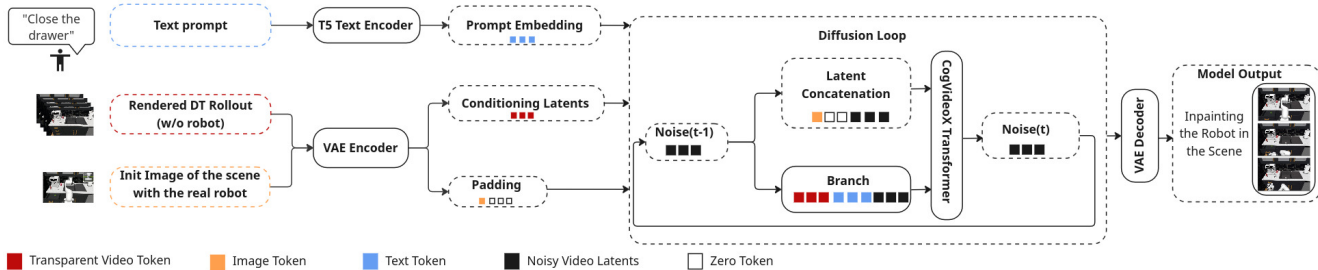 "Close the
drawer"
Text prompt
T5 Text Encoder
Prompt Embedding
Rendered DT Rollout
(w/o robot)
Init Image of the scene
with the real robot
VAE Encoder
Conditioning Latents
Padding
Diffusion Loop
Noise(t-1)
Latent
Concatenation
Branch
CogVideoX Transformer
Noise(t)
VAE Decoder
Model Output
Inpainting
the Robot in
the Scene
Transparent Video Token
Image Token
Text Token
Noisy Video Latents
Zero Token